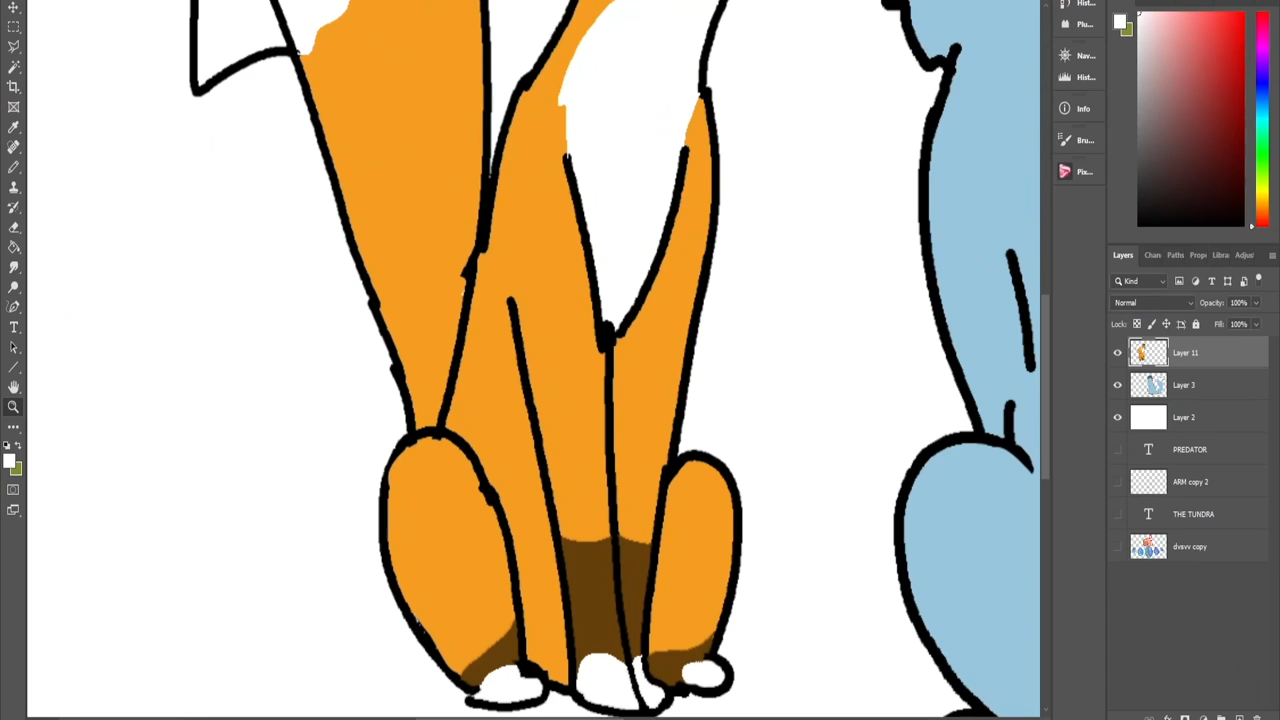 Hist...
Plu...
Nav...
Hist...
Info
Bru...
Pix...
Layers Chan Paths Prope Libra Adjus
Kind
Normal Opacity: 100%
Lock: Fill: 100%
Layer 11
Layer 3
Layer 2
T PREDATOR
ARM copy 2
T THE TUNDRA
dvsvv copy